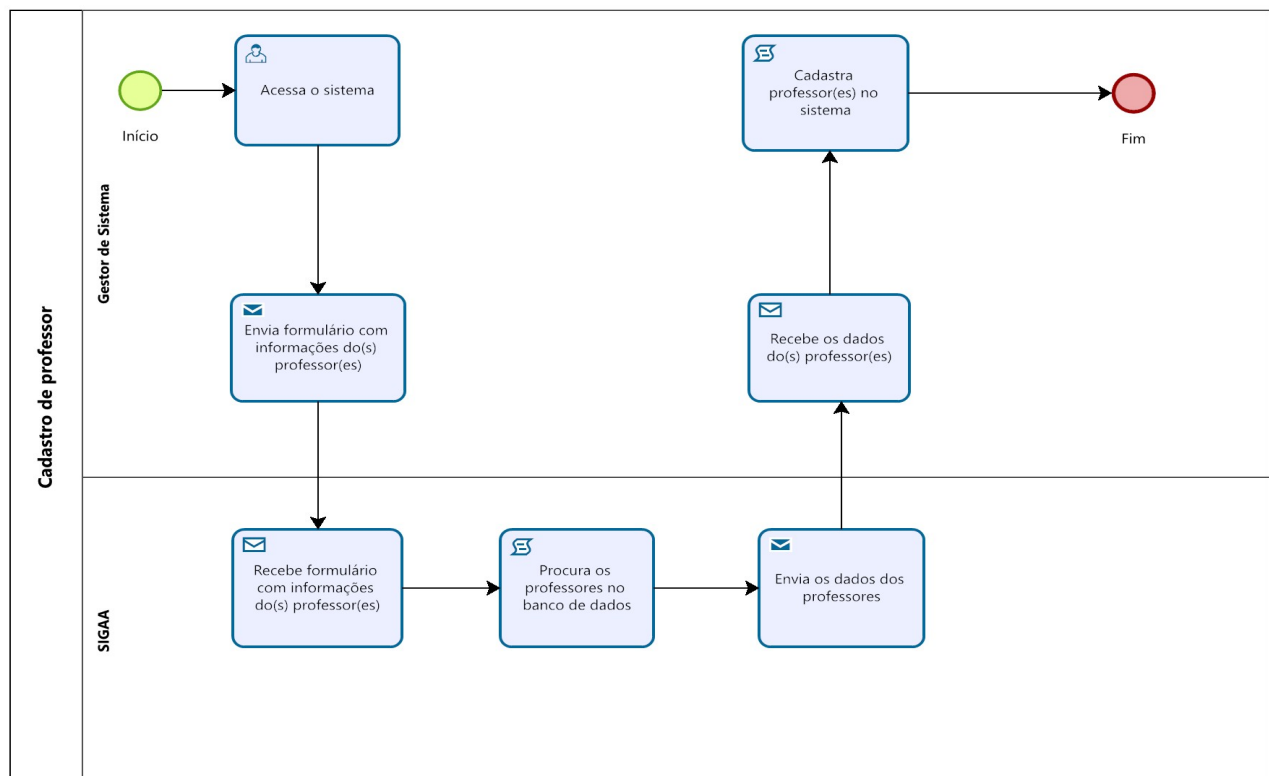 Cadastro de professor
Gestor de Sistema
Início
Acessa o sistema
Envia formulário com
informações do(s)
professor(es)
Cadastra
professor(es) no
sistema
Fim
Recebe os dados
do(s) professor(es)
SIGAA
Recebe formulário
com informações
do(s) professor(es)
Procura os
professores no
banco de dados
Envia os dados dos
professores